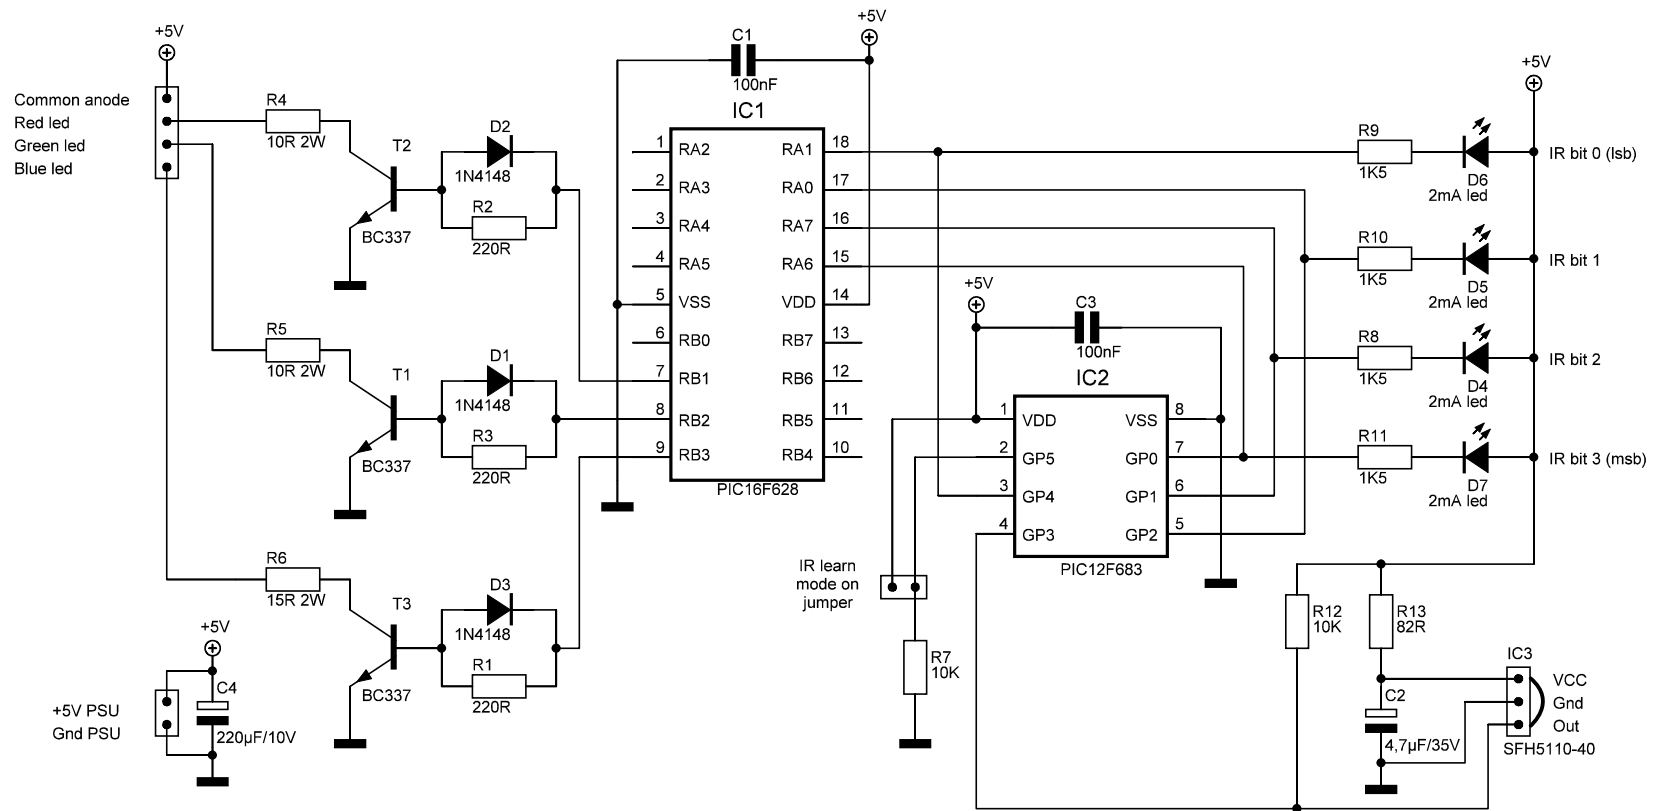 +5V
Common anode
Red led
Green led
Blue led
R4
10R 2W
T2
BC337
D2
1N4148
R2
220R
R5
10R 2W
T1
BC337
D1
1N4148
R3
220R
R6
15R 2W
T3
BC337
D3
1N4148
R1
220R
+5V
C4
220µF/10V
+5V PSU
Gnd PSU
C1
100nF
+5V
IC1
1 RA2 RA1 18
2 RA3 RA0 17
3 RA4 RA7 16
4 RA5 RA6 15
5 VSS VDD 14
6 RB0 RB7 13
7 RB1 RB6 12
8 RB2 RB5 11
9 RB3 RB4 10
PIC16F628
+5V
C3
100nF
IC2
1 VDD VSS 8
2 GP5 GP0 7
3 GP4 GP1 6
4 GP3 GP2 5
PIC12F683
IR learn
mode on
jumper
R7
10K
+5V
R9
1K5
D6
2mA led
IR bit 0 (lsb)
R10
1K5
D5
2mA led
IR bit 1
R8
1K5
D4
2mA led
IR bit 2
R11
1K5
D7
2mA led
IR bit 3 (msb)
R12
10K
R13
82R
C2
4,7µF/35V
IC3
VCC
Gnd
Out
SFH5110-40